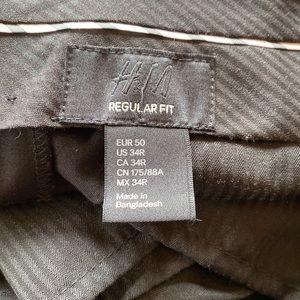 H&M
REGULAR FIT
EUR 50
US 34R
CA 34R
CN 175/88A
MX 34R
Made in
Bangladesh